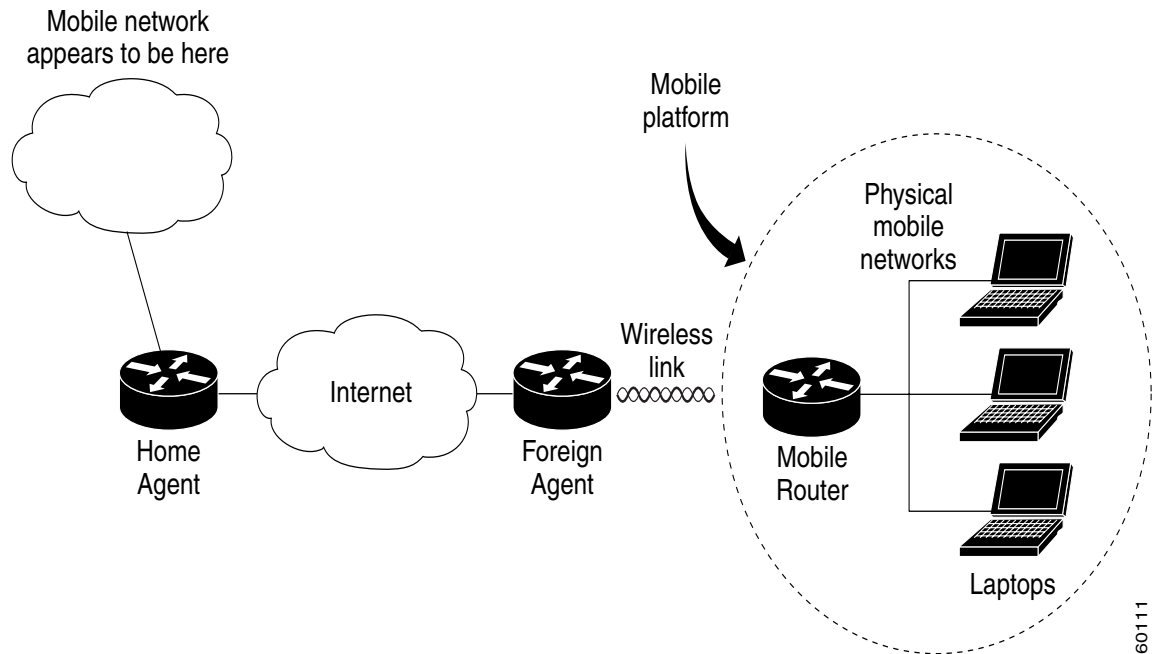 Mobile network
appears to be here
Mobile
platform
Physical
mobile
networks
Wireless
link
Internet
Home
Agent
Foreign
Agent
Mobile
Router
Laptops
60111